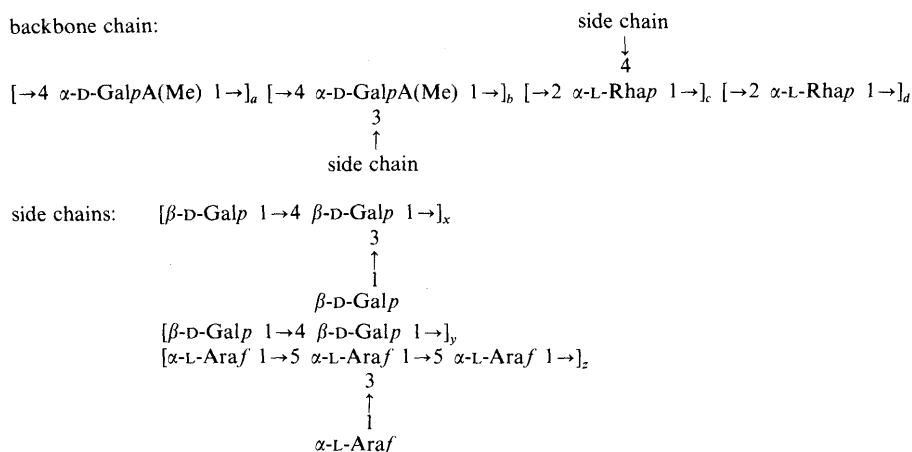 backbone chain:
side chain
↓
4
[→4 α-D-GalpA(Me) 1→]a [→4 α-D-GalpA(Me) 1→]b [→2 α-L-Rhap 1→]c [→2 α-L-Rhap 1→]d
3
↑
side chain
side chains: [β-D-Galp 1→4 β-D-Galp 1→]x
3
↑
1
β-D-Galp
[β-D-Galp 1→4 β-D-Galp 1→]y
[α-L-Araf 1→5 α-L-Araf 1→5 α-L-Araf 1→]z
3
↑
1
α-L-Araf